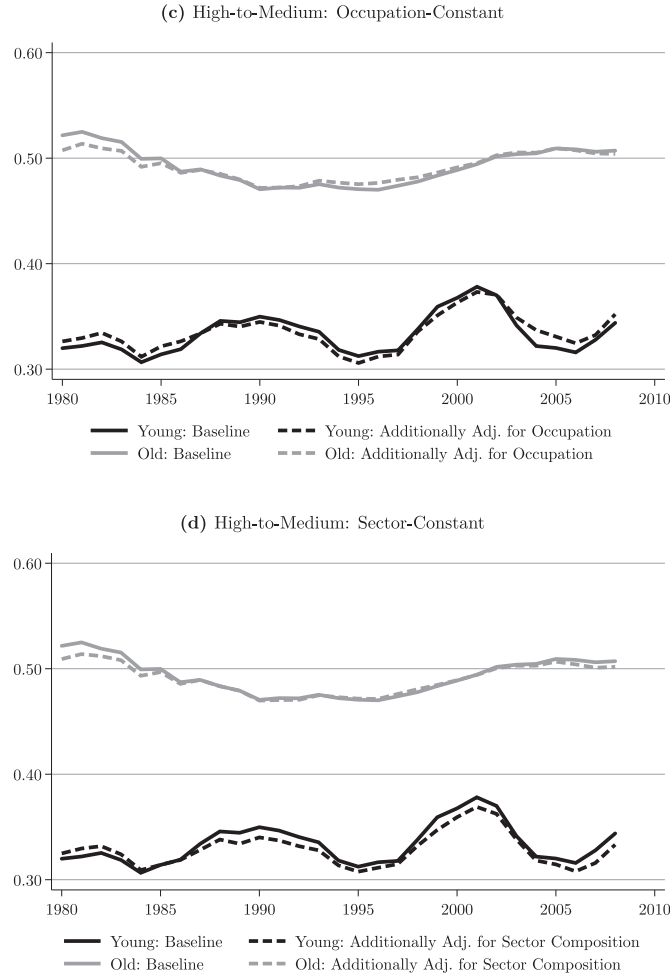 (c) High-to-Medium: Occupation-Constant
0.60
0.50
0.40
0.30
1980 1985 1990 1995 2000 2005 2010
Young: Baseline Young: Additionally Adj. for Occupation
Old: Baseline Old: Additionally Adj. for Occupation
(d) High-to-Medium: Sector-Constant
0.60
0.50
0.40
0.30
1980 1985 1990 1995 2000 2005 2010
Young: Baseline Young: Additionally Adj. for Sector Composition
Old: Baseline Old: Additionally Adj. for Sector Composition